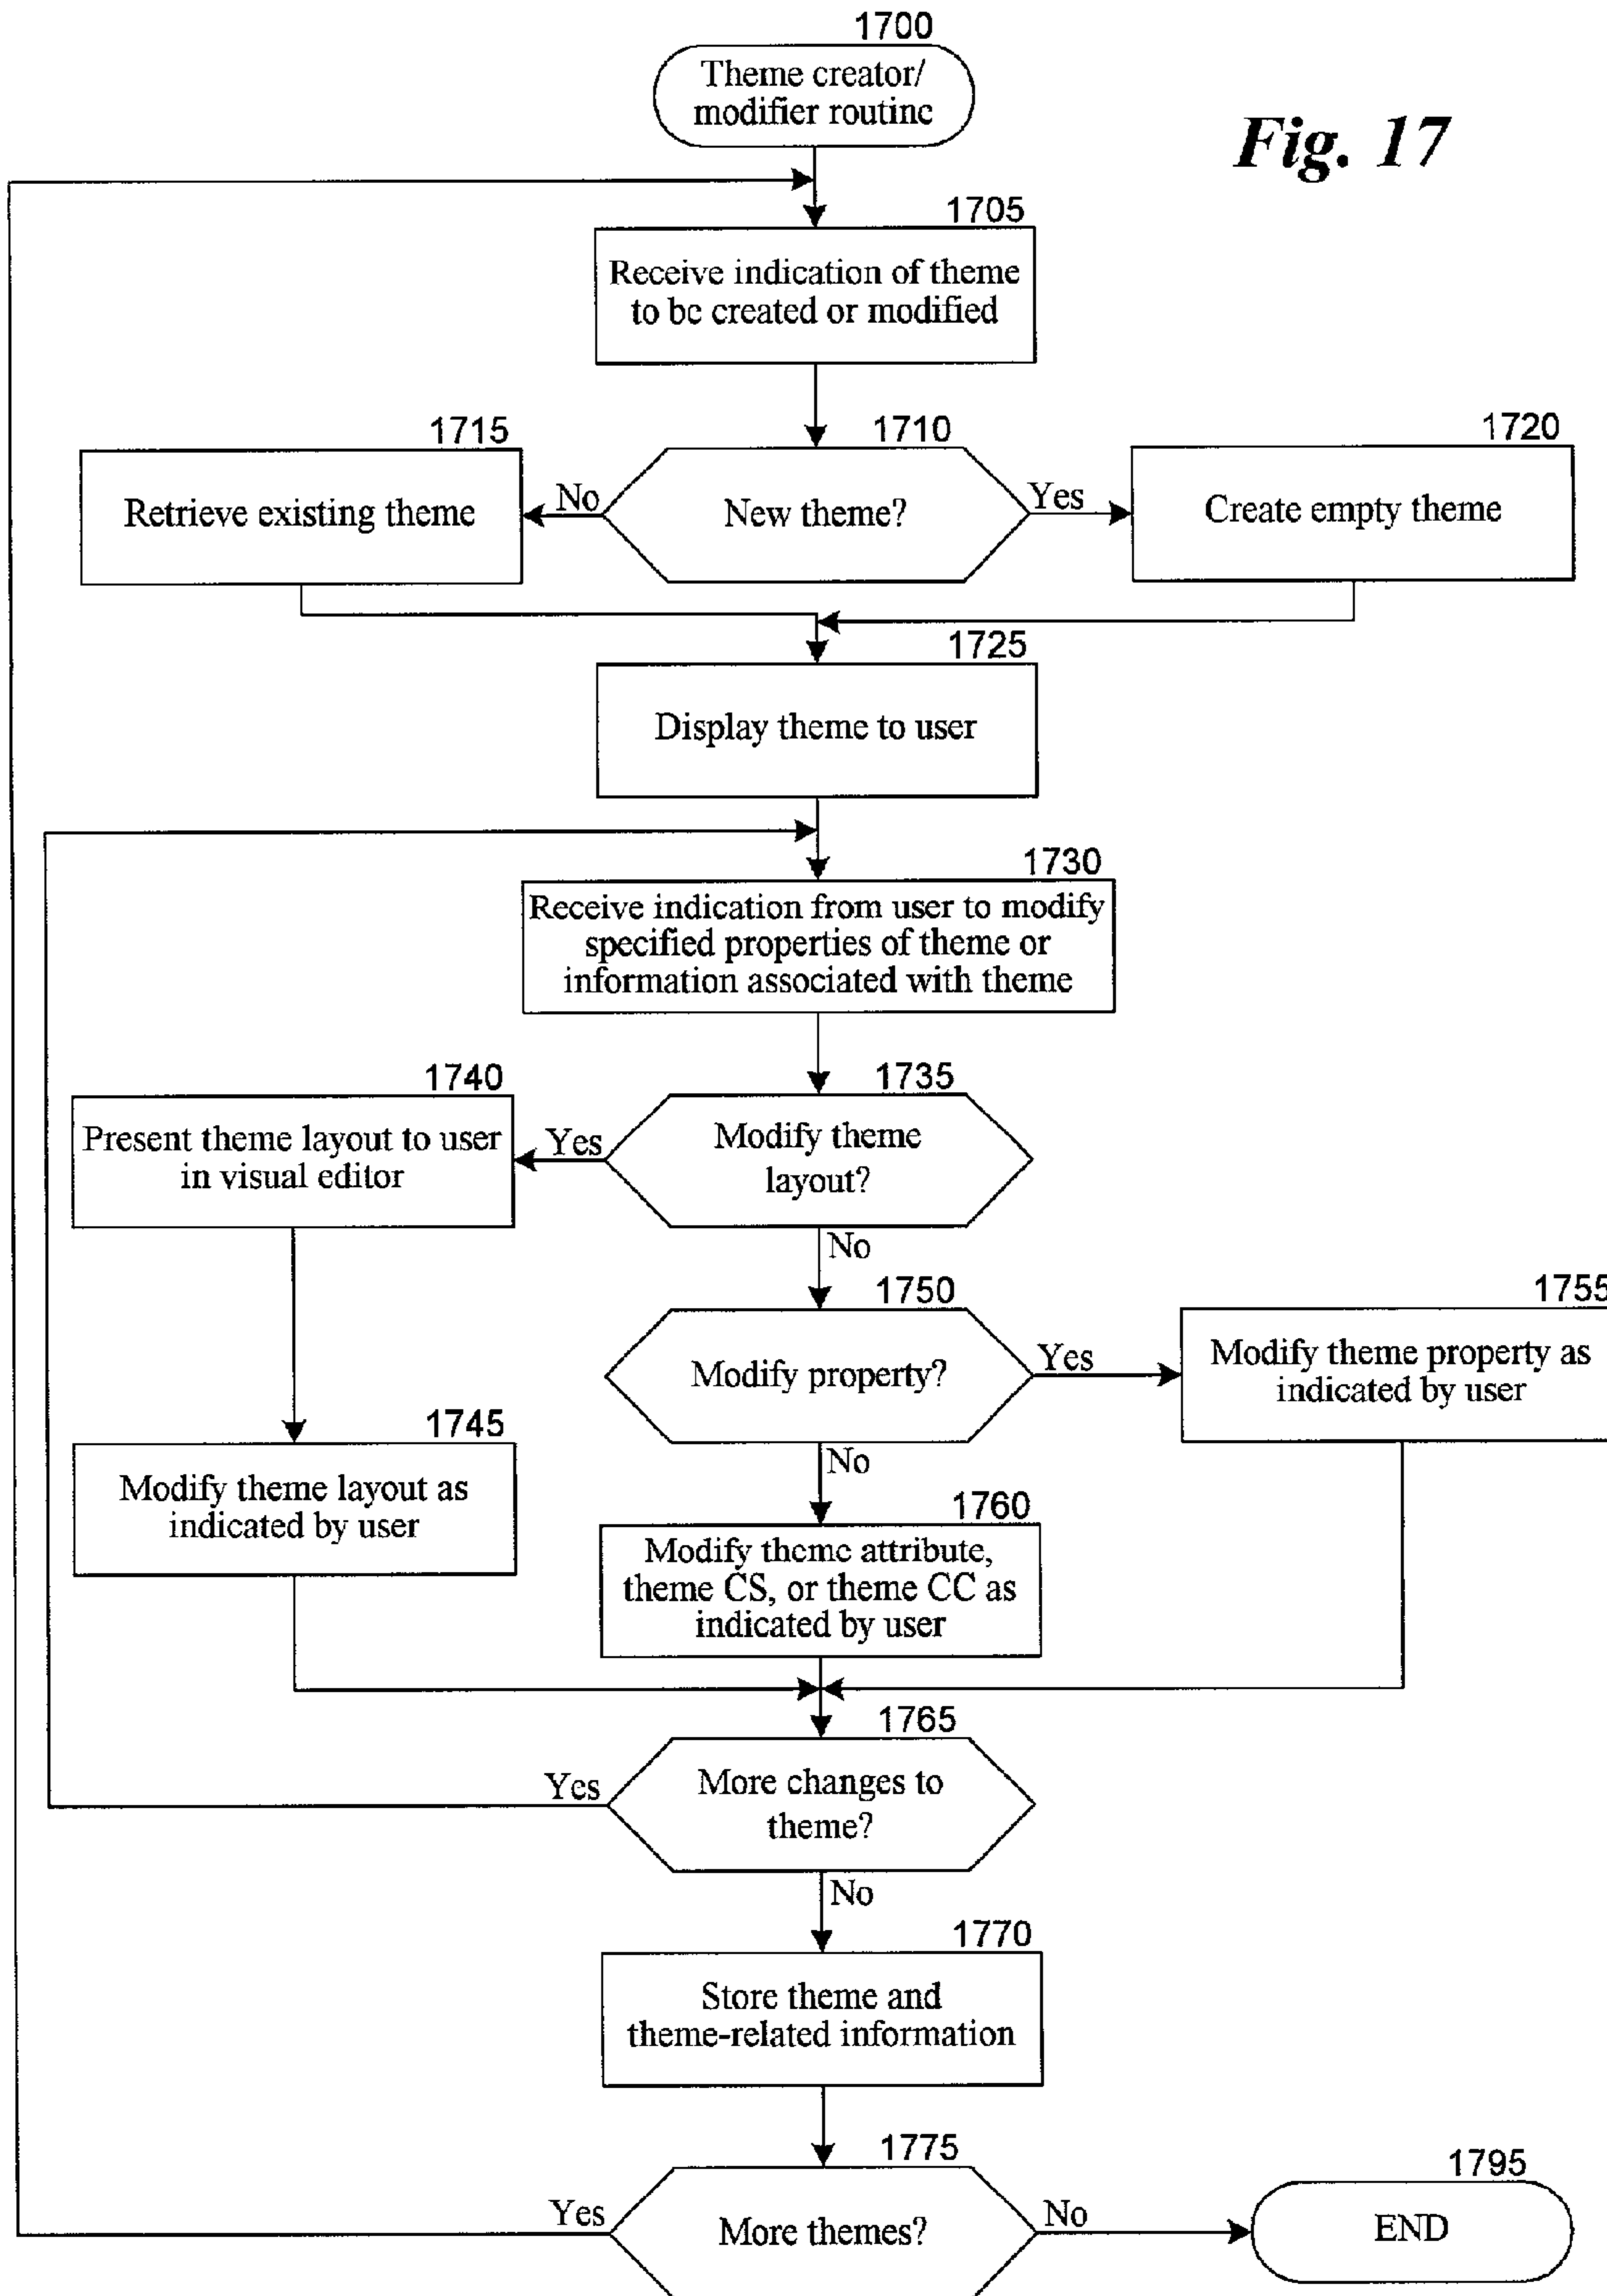 1700
Theme creator/
modifier routine
Fig. 17
1705
Receive indication of theme
to be created or modified
1715
1710
1720
Retrieve existing theme
No
New theme?
Yes
Create empty theme
1725
Display theme to user
1730
Receive indication from user to modify
specified properties of theme or
information associated with theme
1740
1735
Present theme layout to user
in visual editor
Yes
Modify theme
layout?
No
1750
1755
Modify property?
Yes
Modify theme property as
indicated by user
1745
No
Modify theme layout as
indicated by user
1760
Modify theme attribute,
theme CS, or theme CC as
indicated by user
1765
Yes
More changes to
theme?
No
1770
Store theme and
theme-related information
1775
1795
Yes
More themes?
No
END